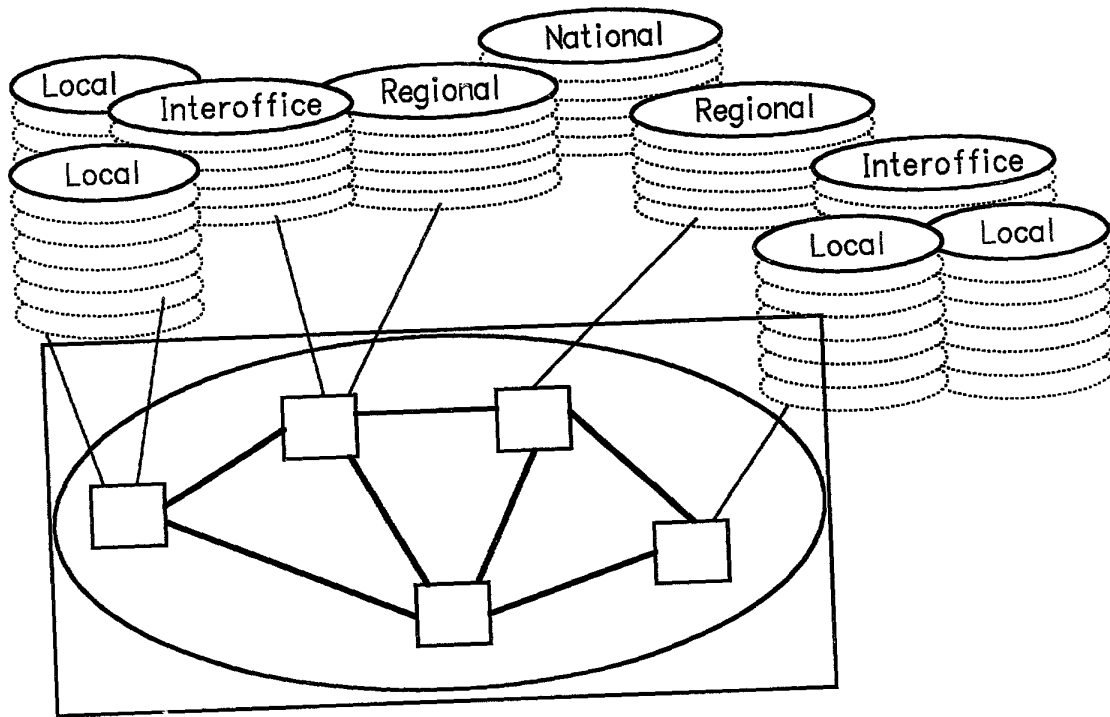 National
Local
Interoffice
Regional
Regional
Local
Interoffice
Local
Local